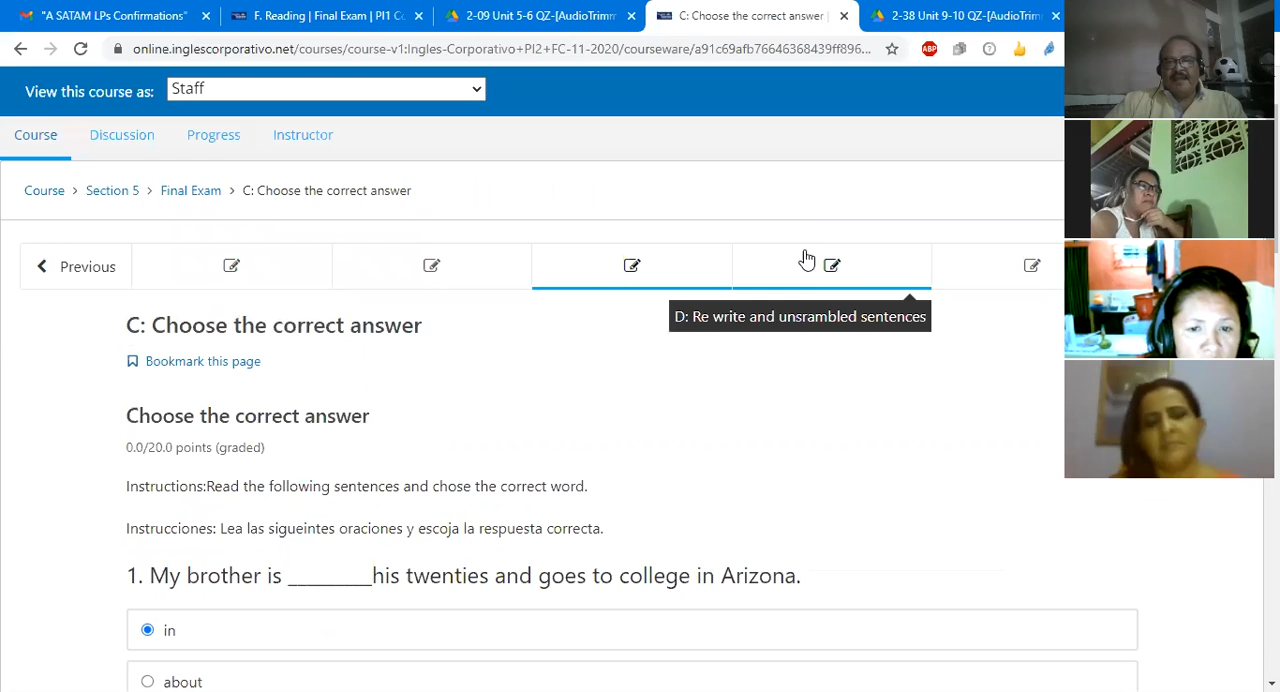 "A SATAM LPs Confirmations"
F. Reading | Final Exam | PI1 Co
2-09 Unit 5-6 QZ-[AudioTrimm
C: Choose the correct answer |
2-38 Unit 9-10 QZ-[AudioTrim
online.inglescorporativo.net/courses/course-v1:Ingles-Corporativo+PI2+FC-11-2020/courseware/a91c69afb76646368439ff896...
ABP
View this course as: Staff
Course Discussion Progress Instructor
Course > Section 5 > Final Exam > C: Choose the correct answer
Previous
D: Re write and unsrambled sentences
C: Choose the correct answer
Bookmark this page
Choose the correct answer
0.0/20.0 points (graded)
Instructions:Read the following sentences and chose the correct word.
Instrucciones: Lea las sigueintes oraciones y escoja la respuesta correcta.
1. My brother is _________his twenties and goes to college in Arizona.
in
about